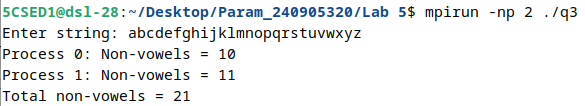 5CSED1@dsl-28:~/Desktop/Param_240905320/Lab 5$ mpirun -np 2 ./q3
Enter string: abcdefghijklmnopqrstuvwxyz
Process 0: Non-vowels = 10
Process 1: Non-vowels = 11
Total non-vowels = 21